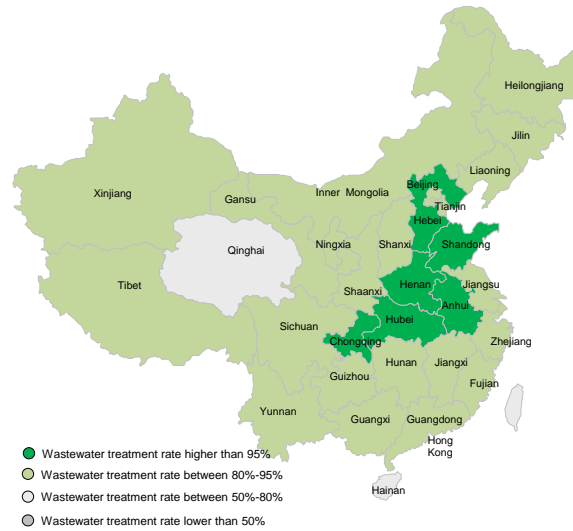 Heilongjiang
Jilin
Liaoning
Beijing
Xinjiang
Gansu
Inner Mongolia
Tianjin
Hebei
Qinghai
Ningxia
Shanxi
Shandong
Tibet
Shaanxi
Henan
Jiangsu
Anhui
Sichuan
Hubei
Chongqing
Zhejiang
Guizhou
Hunan
Jiangxi
Fujian
Yunnan
Guangxi
Guangdong
Hong
Kong
Wastewater treatment rate higher than 95%
Wastewater treatment rate between 80%-95%
Wastewater treatment rate between 50%-80%
Hainan
Wastewater treatment rate lower than 50%